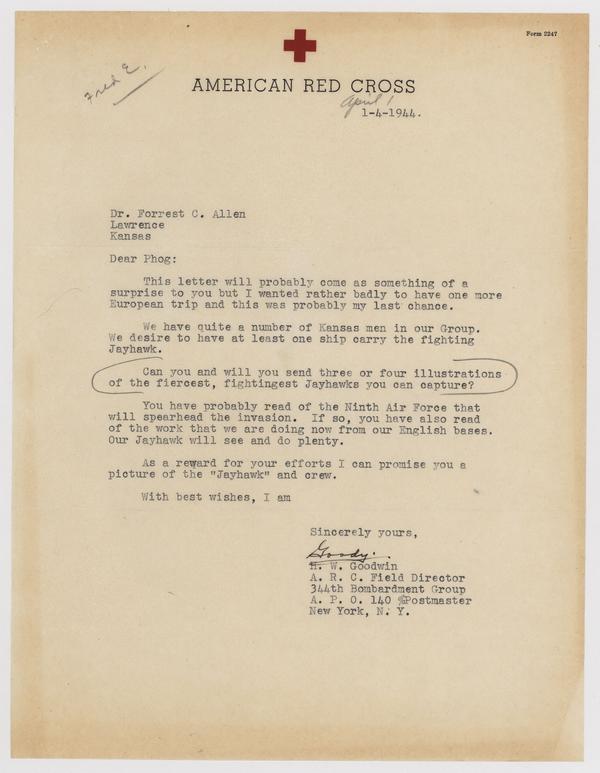 Form 2247
Fred E.
AMERICAN RED CROSS
April 1
1-4-1944.
Dr. Forrest C. Allen
Lawrence
Kansas
Dear Phog:
This letter will probably come as something of a
surprise to you but I wanted rather badly to have one more
European trip and this was probably my last chance.
We have quite a number of Kansas men in our Group.
We desire to have at least one ship carry the fighting
Jayhawk.
Can you and will you send three or four illustrations
of the fiercest, fightingest Jayhawks you can capture?
You have probably read of the Ninth Air Force that
will spearhead the invasion. If so, you have also read
of the work that we are doing now from our English bases.
Our Jayhawk will see and do plenty.
As a reward for your efforts I can promise you a
picture of the "Jayhawk" and crew.
With best wishes, I am
Sincerely yours,
Goody.
H. W. Goodwin
A. R. C. Field Director
344th Bombardment Group
A. P. O. 140 %Postmaster
New York, N. Y.